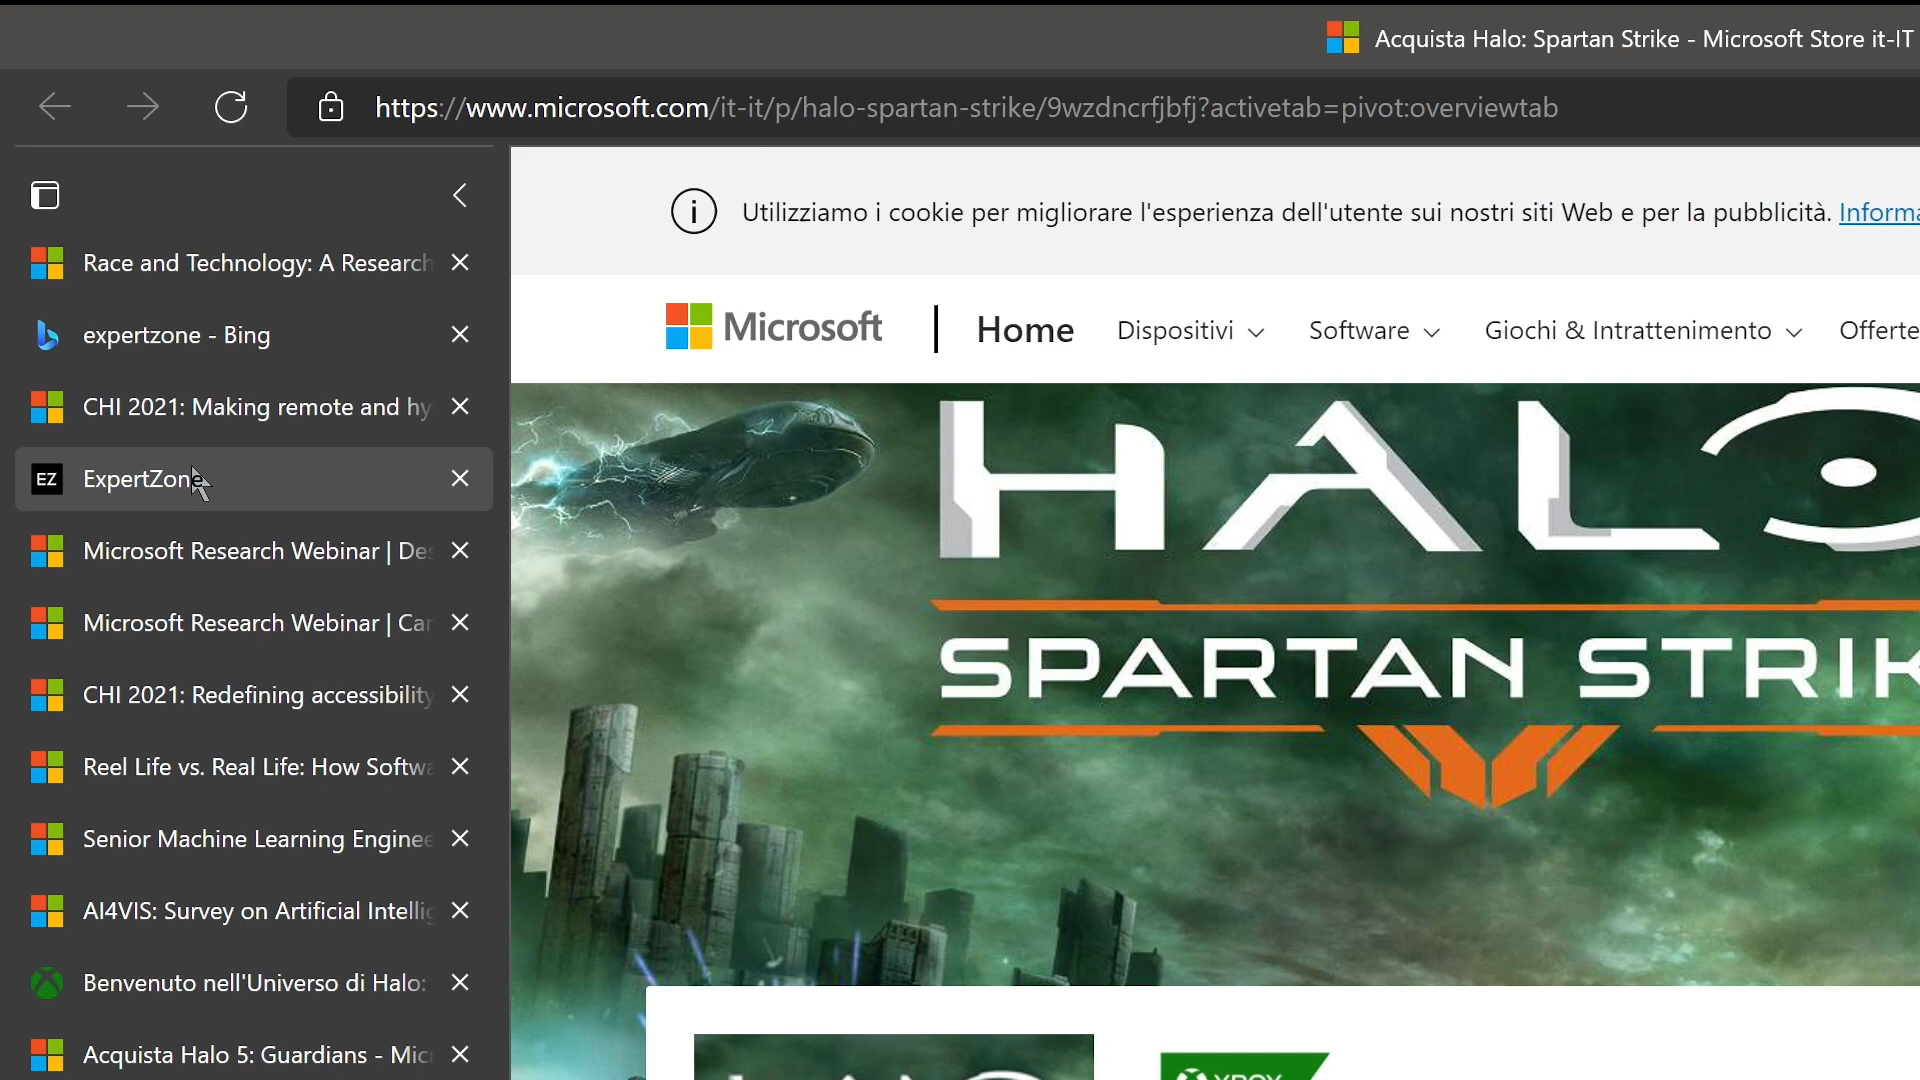 Acquista Halo: Spartan Strike - Microsoft Store it-IT
https://www.microsoft.com/it-it/p/halo-spartan-strike/9wzdncrfjbfj?activetab=pivot:overviewtab
Race and Technology: A Research
expertzone - Bing
CHI 2021: Making remote and hy
EZ ExpertZone
Microsoft Research Webinar | Des
Microsoft Research Webinar | Car
CHI 2021: Redefining accessibility
Reel Life vs. Real Life: How Softwa
Senior Machine Learning Enginee
AI4VIS: Survey on Artificial Intellig
Benvenuto nell'Universo di Halo:
Acquista Halo 5: Guardians - Mic
Utilizziamo i cookie per migliorare l'esperienza dell'utente sui nostri siti Web e per la pubblicità. Informa
Microsoft Home Dispositivi Software Giochi & Intrattenimento Offerte
HALO
SPARTAN STRIK
XBOX